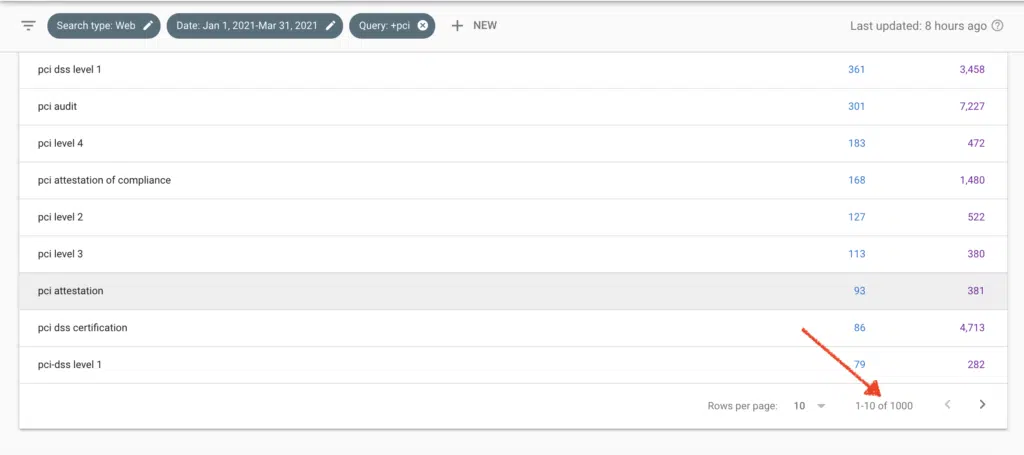 Search type: Web Date: Jan 1, 2021-Mar 31, 2021 Query: +pci NEW Last updated: 8 hours ago
pci dss level 1 361 3,458
pci audit 301 7,227
pci level 4 183 472
pci attestation of compliance 168 1,480
pci level 2 127 522
pci level 3 113 380
pci attestation 93 381
pci dss certification 86 4,713
pci-dss level 1 79 282
Rows per page: 10 1-10 of 1000